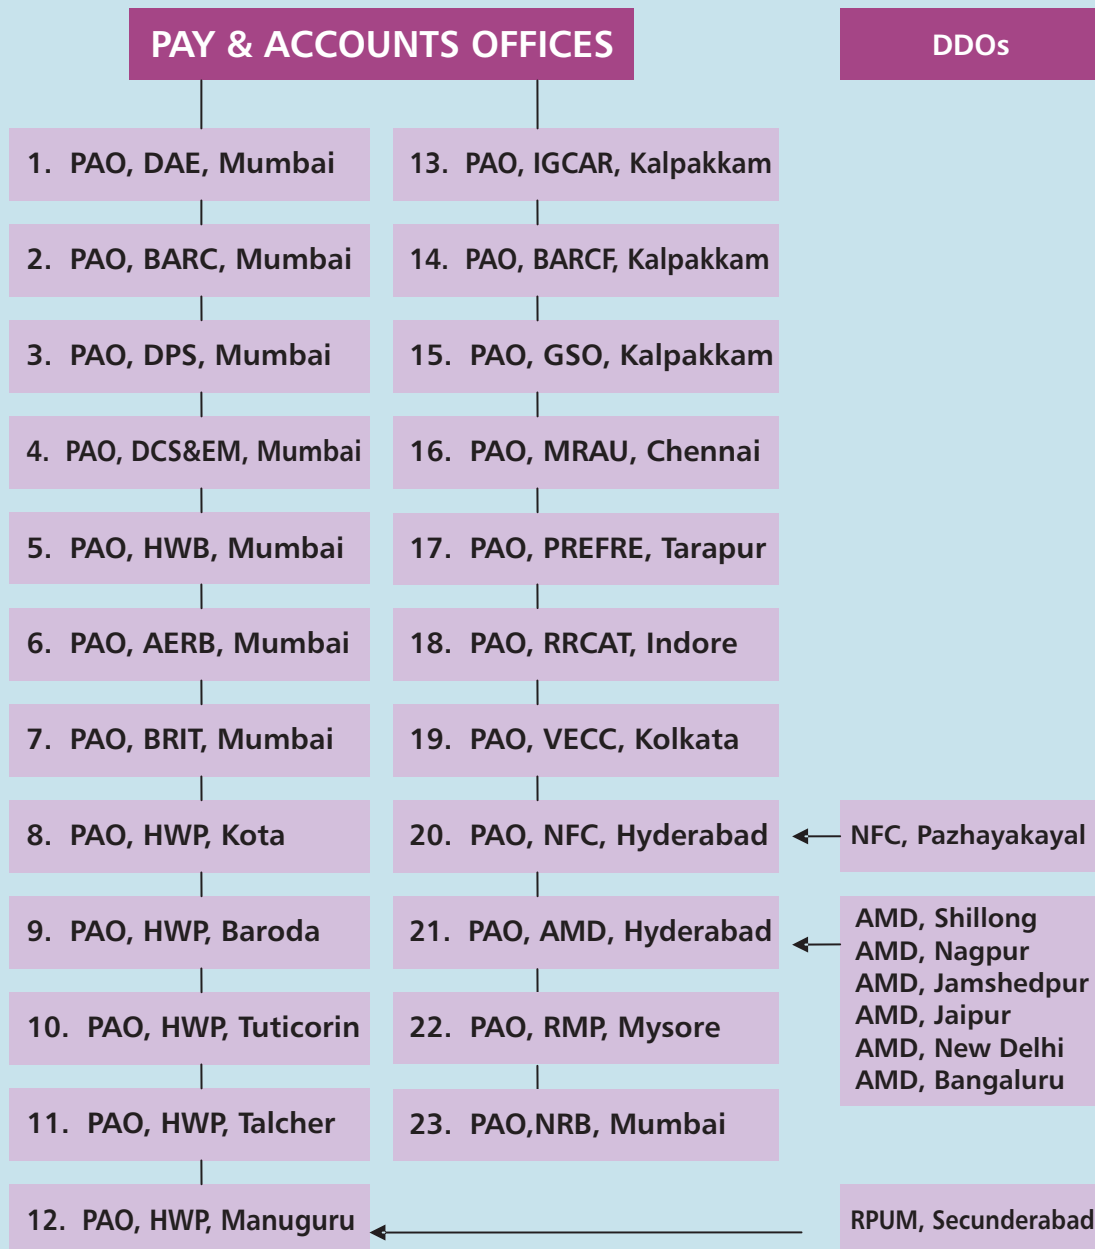 PAY & ACCOUNTS OFFICES
DDOs
1. PAO, DAE, Mumbai
2. PAO, BARC, Mumbai
3. PAO, DPS, Mumbai
4. PAO, DCS&EM, Mumbai
5. PAO, HWB, Mumbai
6. PAO, AERB, Mumbai
7. PAO, BRIT, Mumbai
8. PAO, HWP, Kota
9. PAO, HWP, Baroda
10. PAO, HWP, Tuticorin
11. PAO, HWP, Talcher
12. PAO, HWP, Manuguru
13. PAO, IGCAR, Kalpakkam
14. PAO, BARCF, Kalpakkam
15. PAO, GSO, Kalpakkam
16. PAO, MRAU, Chennai
17. PAO, PREFRE, Tarapur
18. PAO, RRCAT, Indore
19. PAO, VECC, Kolkata
20. PAO, NFC, Hyderabad
21. PAO, AMD, Hyderabad
22. PAO, RMP, Mysore
23. PAO,NRB, Mumbai
NFC, Pazhayakayal
AMD, Shillong
AMD, Nagpur
AMD, Jamshedpur
AMD, Jaipur
AMD, New Delhi
AMD, Bangaluru
RPUM, Secunderabad